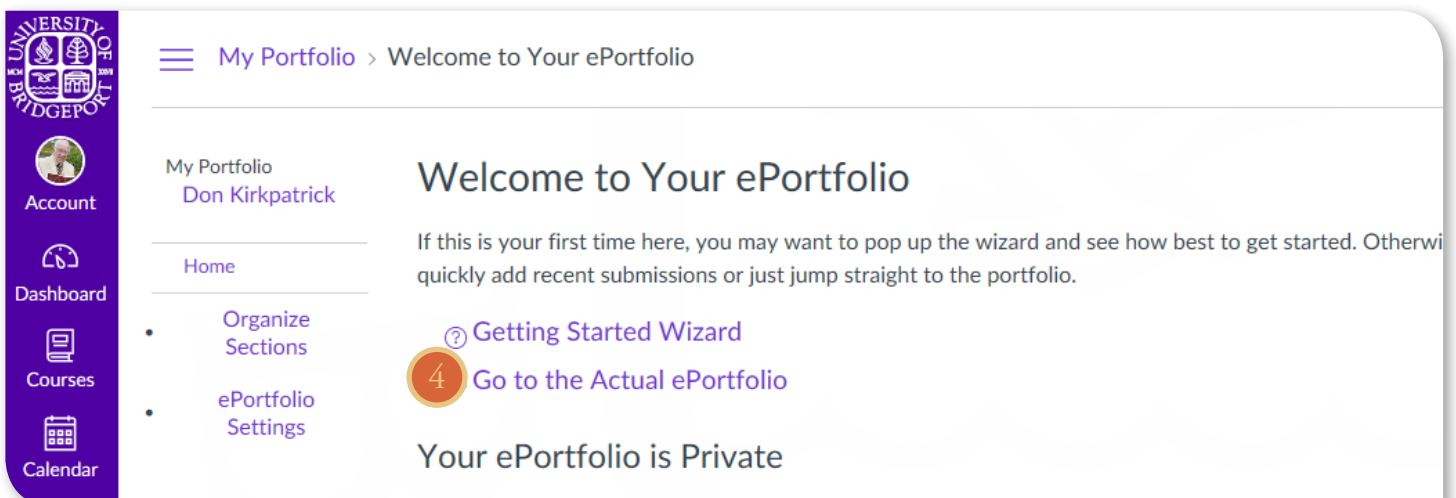 UNIVERSITY OF BRIDGEPORT
MCM XXVII
Account
Dashboard
Courses
Calendar
My Portfolio > Welcome to Your ePortfolio
My Portfolio
Don Kirkpatrick
Home
• Organize
Sections
• ePortfolio
Settings
Welcome to Your ePortfolio
If this is your first time here, you may want to pop up the wizard and see how best to get started. Otherwi
quickly add recent submissions or just jump straight to the portfolio.
? Getting Started Wizard
4 Go to the Actual ePortfolio
Your ePortfolio is Private